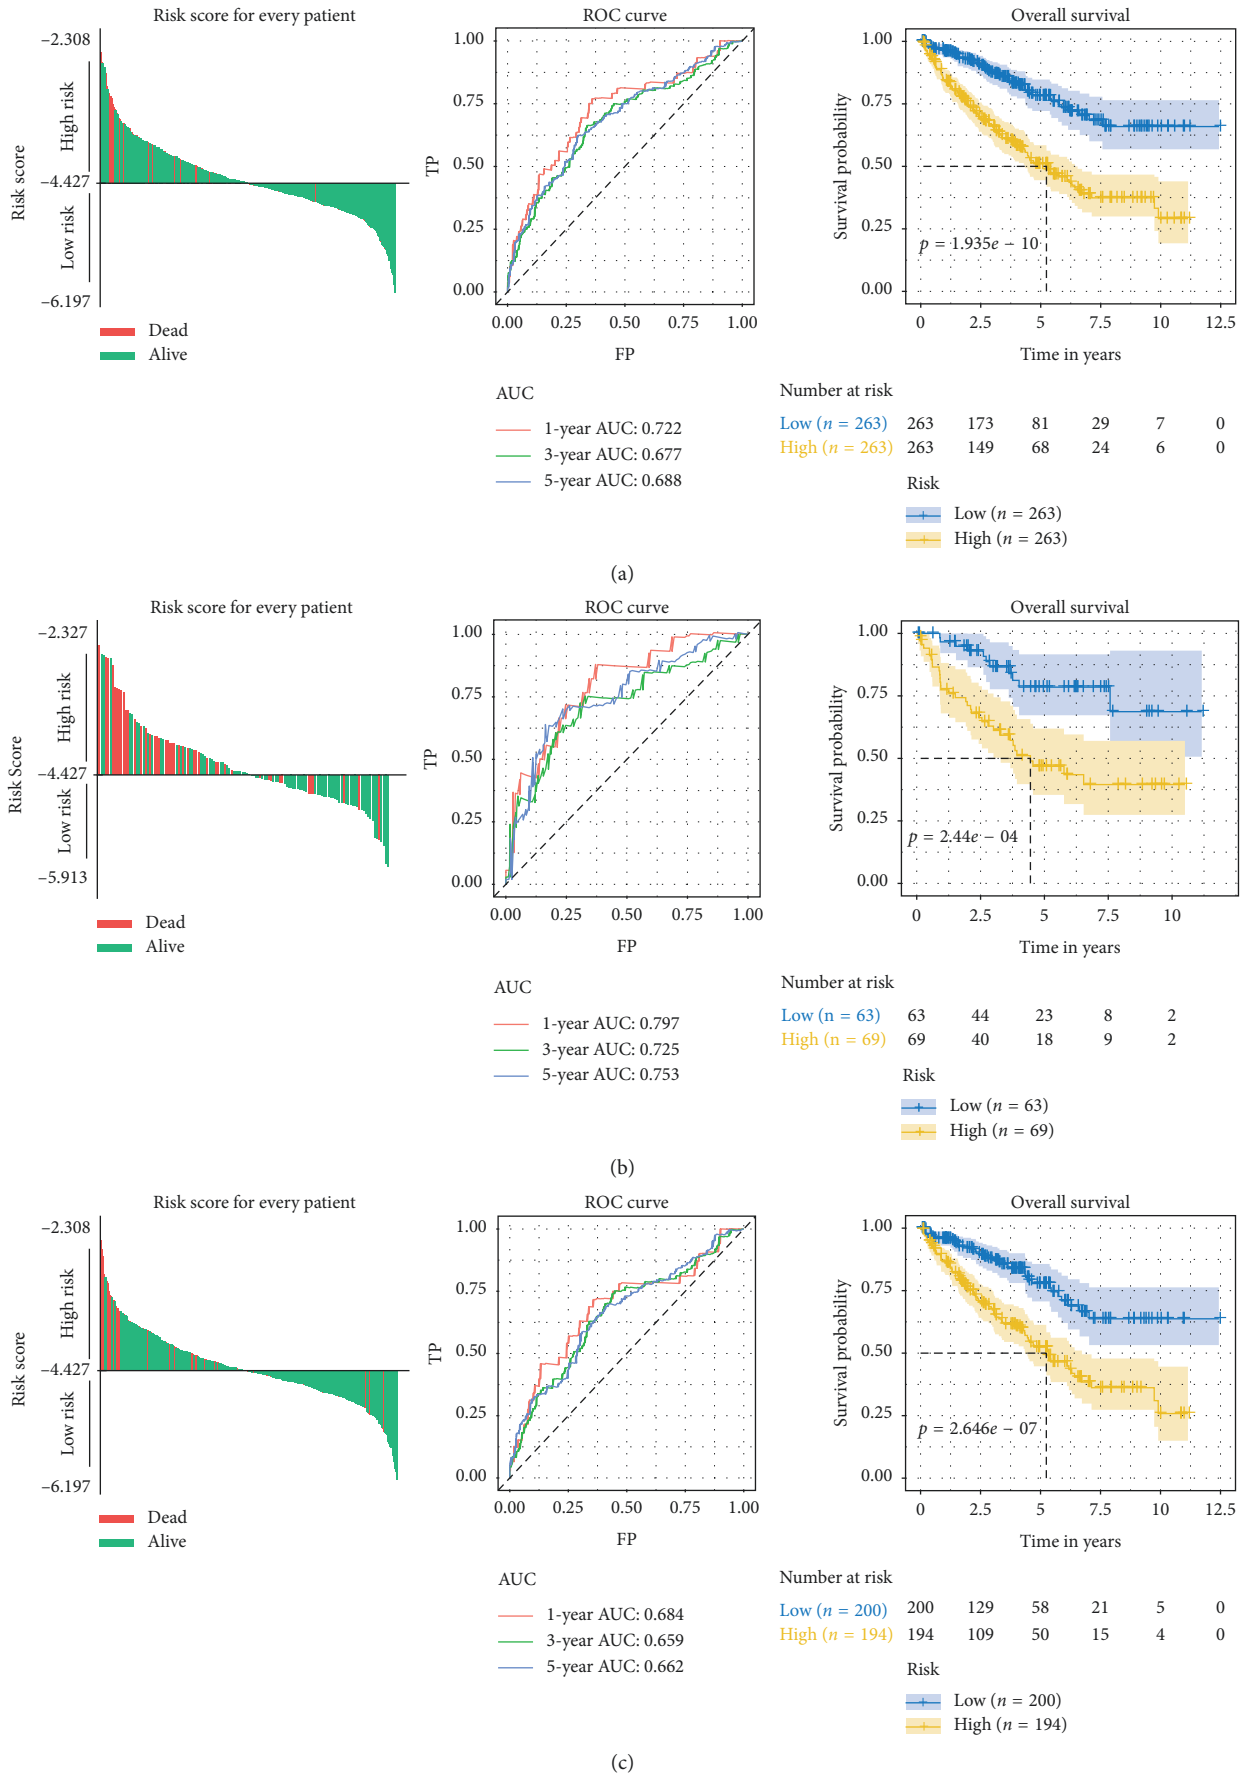 Risk score for every patient
−2.308
−4.427
−6.197
Risk score
High risk
Low risk
Dead
Alive
ROC curve
1.00
0.75
0.50
0.25
0.00
TP
0.00 0.25 0.50 0.75 1.00
FP
AUC
1-year AUC: 0.722
3-year AUC: 0.677
5-year AUC: 0.688
Overall survival
1.00
0.75
0.50
0.25
0.00
Survival probability
p = 1.935e − 10
0 2.5 5 7.5 10 12.5
Time in years
Number at risk
Low (n = 263) 263 173 81 29 7 0
High (n = 263) 263 149 68 24 6 0
Risk
Low (n = 263)
High (n = 263)
(a)
Risk score for every patient
−2.327
−4.427
−5.913
Risk Score
High risk
Low risk
Dead
Alive
ROC curve
1.00
0.75
0.50
0.25
0.00
TP
0.00 0.25 0.50 0.75 1.00
FP
AUC
1-year AUC: 0.797
3-year AUC: 0.725
5-year AUC: 0.753
Overall survival
1.00
0.75
0.50
0.25
0.00
Survival probability
p = 2.44e − 04
0 2.5 5 7.5 10
Time in years
Number at risk
Low (n = 63) 63 44 23 8 2
High (n = 69) 69 40 18 9 2
Risk
Low (n = 63)
High (n = 69)
(b)
Risk score for every patient
−2.308
−4.427
−6.197
Risk score
High risk
Low risk
Dead
Alive
ROC curve
1.00
0.75
0.50
0.25
0.00
TP
0.00 0.25 0.50 0.75 1.00
FP
AUC
1-year AUC: 0.684
3-year AUC: 0.659
5-year AUC: 0.662
Overall survival
1.00
0.75
0.50
0.25
0.00
Survival probability
p = 2.646e − 07
0 2.5 5 7.5 10 12.5
Time in years
Number at risk
Low (n = 200) 200 129 58 21 5 0
High (n = 194) 194 109 50 15 4 0
Risk
Low (n = 200)
High (n = 194)
(c)